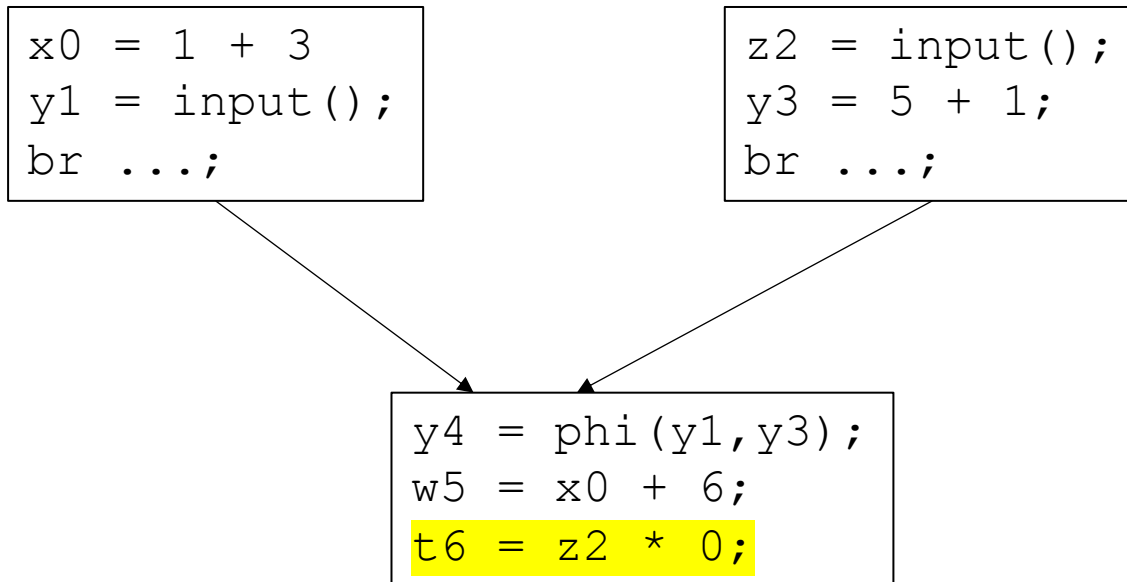 x0 = 1 + 3
y1 = input();
br ...;
z2 = input();
y3 = 5 + 1;
br ...;
y4 = phi(y1,y3);
w5 = x0 + 6;
t6 = z2 * 0;